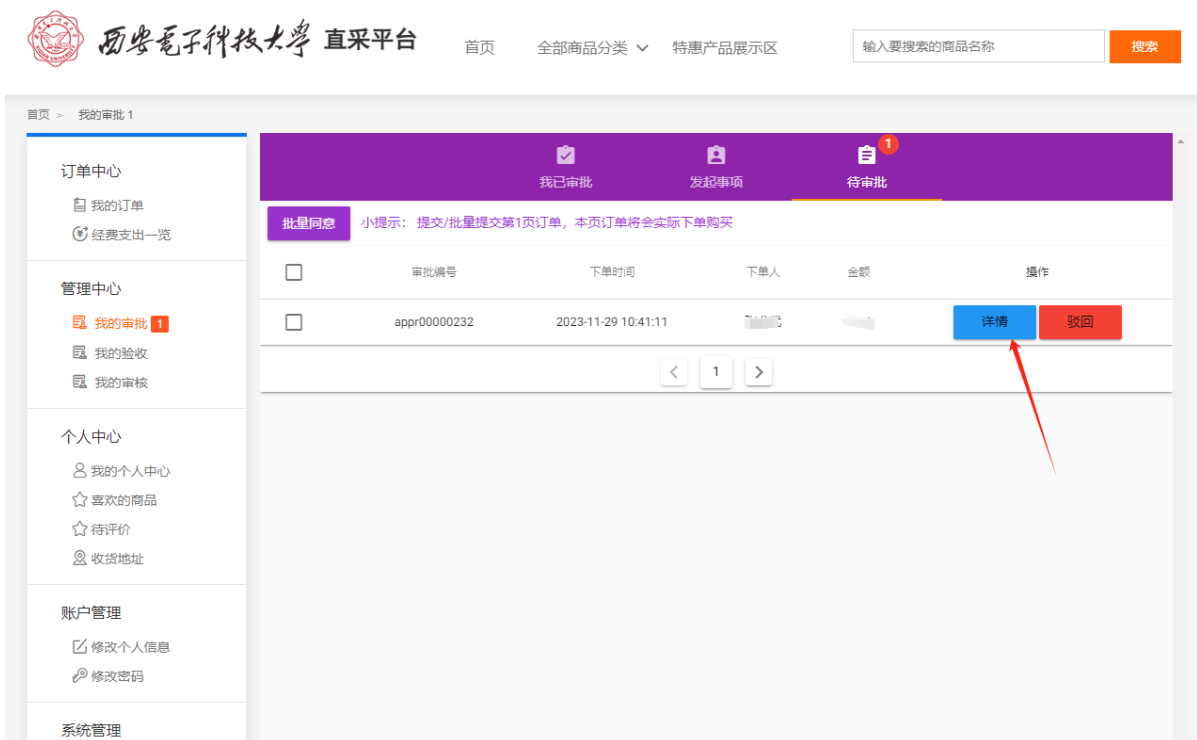 西安电子科技大学 直采平台
首页 全部商品分类 特惠产品展示区
输入要搜索的商品名称 搜索
首页 > 我的审批 1
订单中心
我的订单
经费支出一览
管理中心
我的审批 1
我的验收
我的审核
个人中心
我的个人中心
喜欢的商品
待评价
收货地址
账户管理
修改个人信息
修改密码
系统管理
我已审批 发起事项 待审批 1
批量同意 小提示: 提交/批量提交第1页订单，本页订单将会实际下单购买
审批编号 下单时间 下单人 金额 操作
appr00000232 2023-11-29 10:41:11 详情 驳回
1